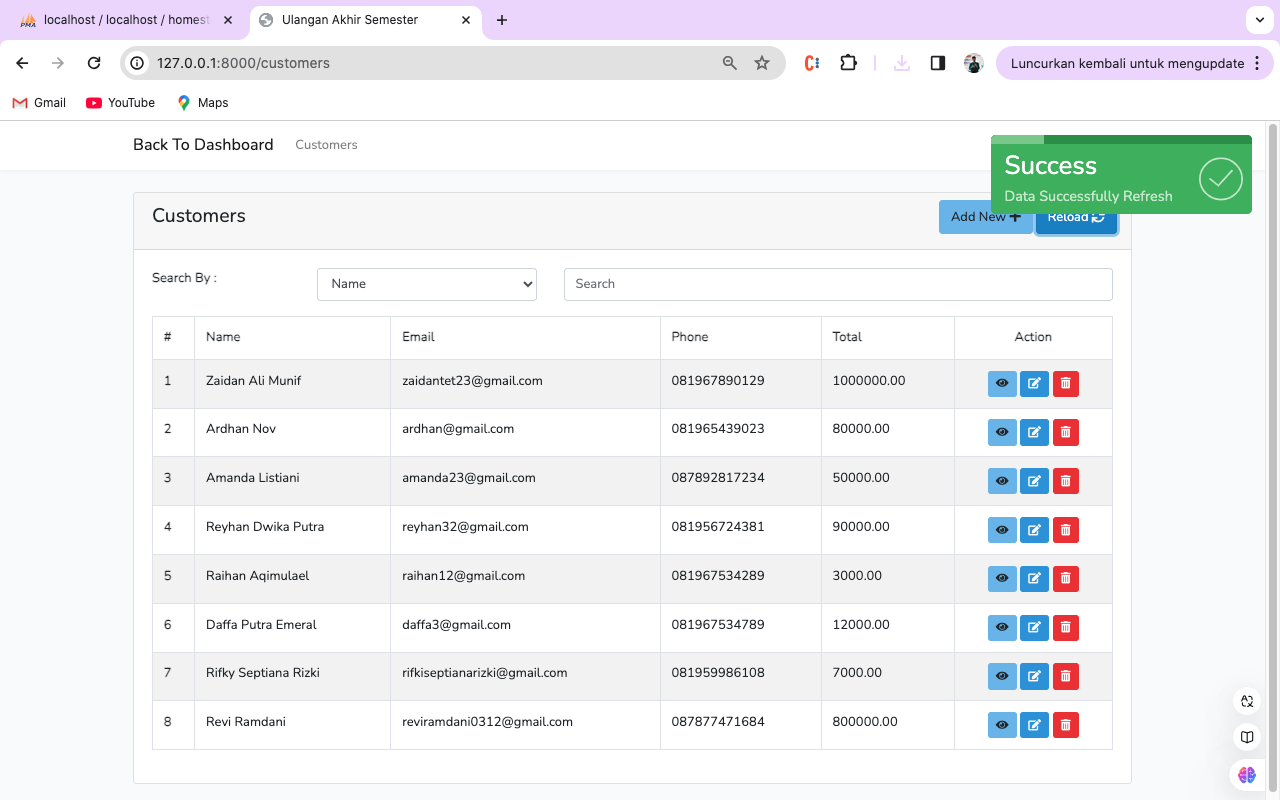 localhost / localhost / homest
Ulangan Akhir Semester
127.0.0.1:8000/customers
Luncurkan kembali untuk mengupdate
Gmail
YouTube
Maps
Back To Dashboard
Customers
Success
Data Successfully Refresh
Customers
Add New
Reload
Search By :
Name
Search
# Name Email Phone Total Action
1 Zaidan Ali Munif zaidantet23@gmail.com 081967890129 1000000.00
2 Ardhan Nov ardhan@gmail.com 081965439023 80000.00
3 Amanda Listiani amanda23@gmail.com 087892817234 50000.00
4 Reyhan Dwika Putra reyhan32@gmail.com 081956724381 90000.00
5 Raihan Aqimulael raihan12@gmail.com 081967534289 3000.00
6 Daffa Putra Emeral daffa3@gmail.com 081967534789 12000.00
7 Rifky Septiana Rizki rifkiseptianarizki@gmail.com 081959986108 7000.00
8 Revi Ramdani reviramdani0312@gmail.com 087877471684 800000.00